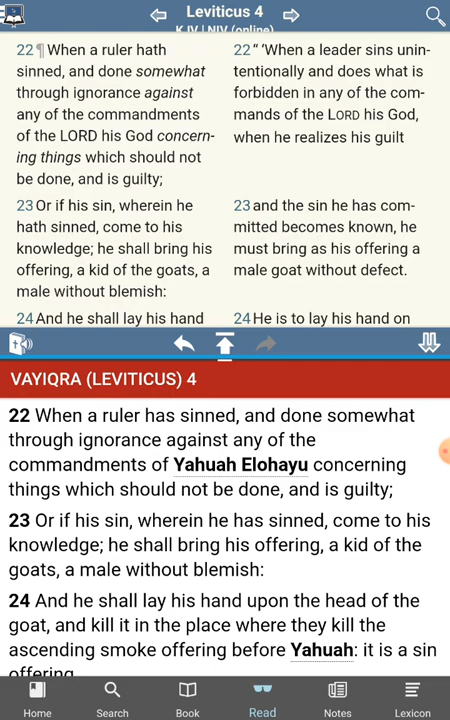 Leviticus 4
KJV | NIV (online)
22 ¶ When a ruler hath
sinned, and done somewhat
through ignorance against
any of the commandments
of the LORD his God concern-
ing things which should not
be done, and is guilty;
23 Or if his sin, wherein he
hath sinned, come to his
knowledge; he shall bring his
offering, a kid of the goats, a
male without blemish:
24 And he shall lay his hand
22 “ ‘When a leader sins unin-
tentionally and does what is
forbidden in any of the com-
mands of the LORD his God,
when he realizes his guilt
23 and the sin he has com-
mitted becomes known, he
must bring as his offering a
male goat without defect.
24 He is to lay his hand on
VAYIQRA (LEVITICUS) 4
22 When a ruler has sinned, and done somewhat
through ignorance against any of the
commandments of Yahuah Elohayu concerning
things which should not be done, and is guilty;
23 Or if his sin, wherein he has sinned, come to his
knowledge; he shall bring his offering, a kid of the
goats, a male without blemish:
24 And he shall lay his hand upon the head of the
goat, and kill it in the place where they kill the
ascending smoke offering before Yahuah: it is a sin
offering
Home
Search
Book
Read
Notes
Lexicon